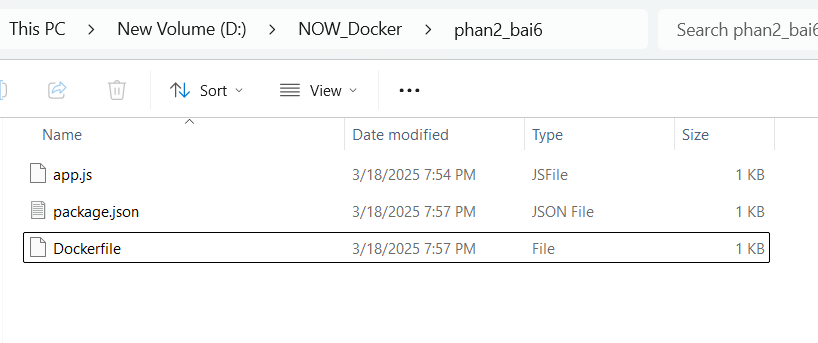 This PC > New Volume (D:) > NOW_Docker > phan2_bai6 Search phan2_bai6
Sort View
Name Date modified Type Size
app.js 3/18/2025 7:54 PM JSFile 1 KB
package.json 3/18/2025 7:57 PM JSON File 1 KB
Dockerfile 3/18/2025 7:57 PM File 1 KB